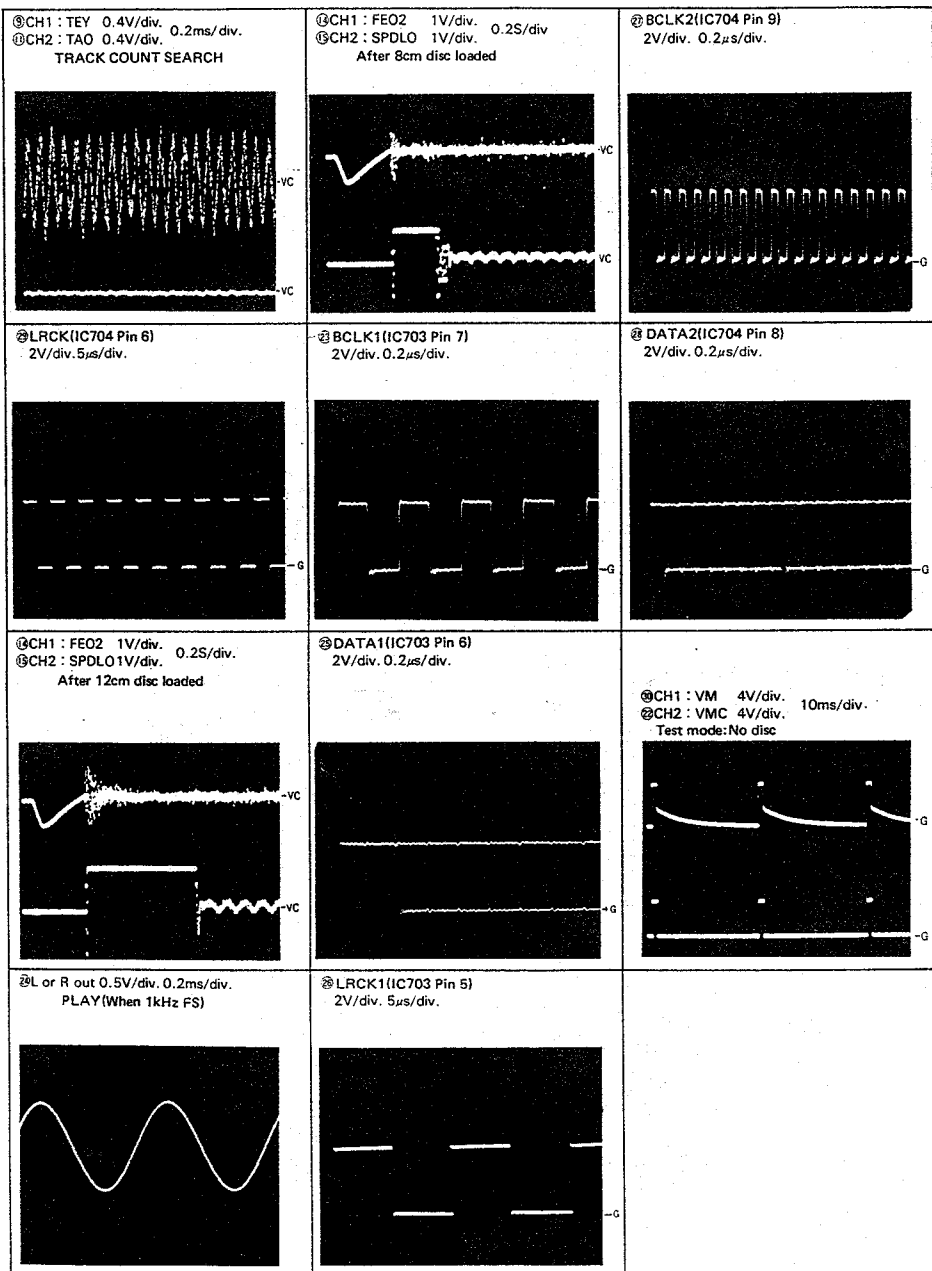 ⑨CH1 : TEY 0.4V/div. 0.2ms/div.
⑪CH2 : TAO 0.4V/div.
TRACK COUNT SEARCH
-VC
-VC
⑭CH1 : FEO2 1V/div. 0.2S/div
⑮CH2 : SPDLO 1V/div.
After 8cm disc loaded
-VC
VC
㉗BCLK2(IC704 Pin 9)
2V/div. 0.2μs/div.
-G
㉙LRCK(IC704 Pin 6)
2V/div.5μs/div.
-G
㉓BCLK1(IC703 Pin 7)
2V/div. 0.2μs/div.
-G
㉘DATA2(IC704 Pin 8)
2V/div. 0.2μs/div.
-G
⑭CH1 : FEO2 1V/div. 0.2S/div.
⑮CH2 : SPDLO1V/div.
After 12cm disc loaded
-VC
-VC
㉕DATA1(IC703 Pin 6)
2V/div. 0.2μs/div.
-G
㉚CH1 : VM 4V/div. 10ms/div.
㉒CH2 : VMC 4V/div.
Test mode:No disc
-G
-G
㉔L or R out 0.5V/div. 0.2ms/div.
PLAY(When 1kHz FS)
㉖LRCK1(IC703 Pin 5)
2V/div. 5μs/div.
-G